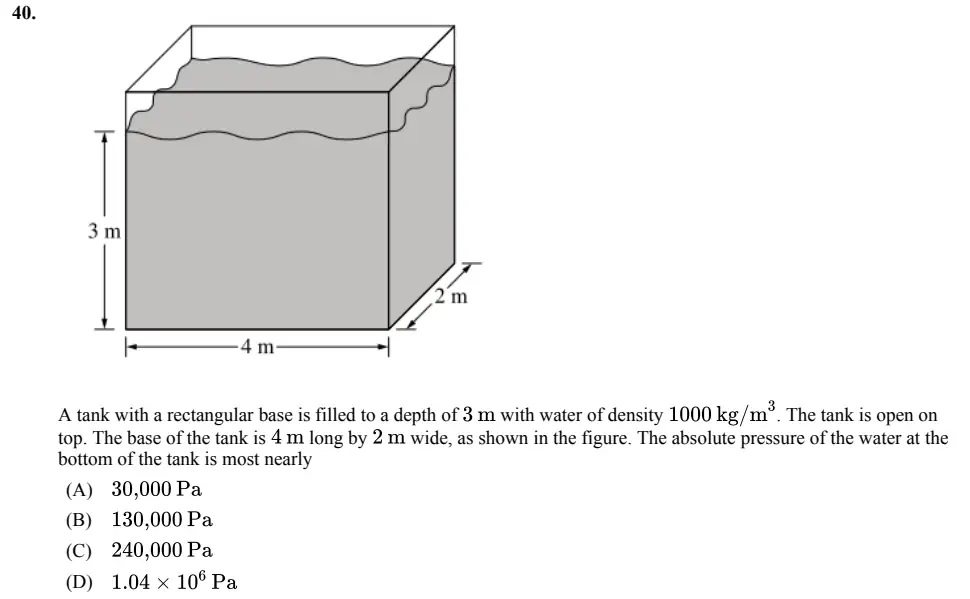 40.
3 m
2 m
4 m
A tank with a rectangular base is filled to a depth of 3 m with water of density 1000 kg/m³. The tank is open on
top. The base of the tank is 4 m long by 2 m wide, as shown in the figure. The absolute pressure of the water at the
bottom of the tank is most nearly
(A) 30,000 Pa
(B) 130,000 Pa
(C) 240,000 Pa
(D) 1.04 × 10⁶ Pa